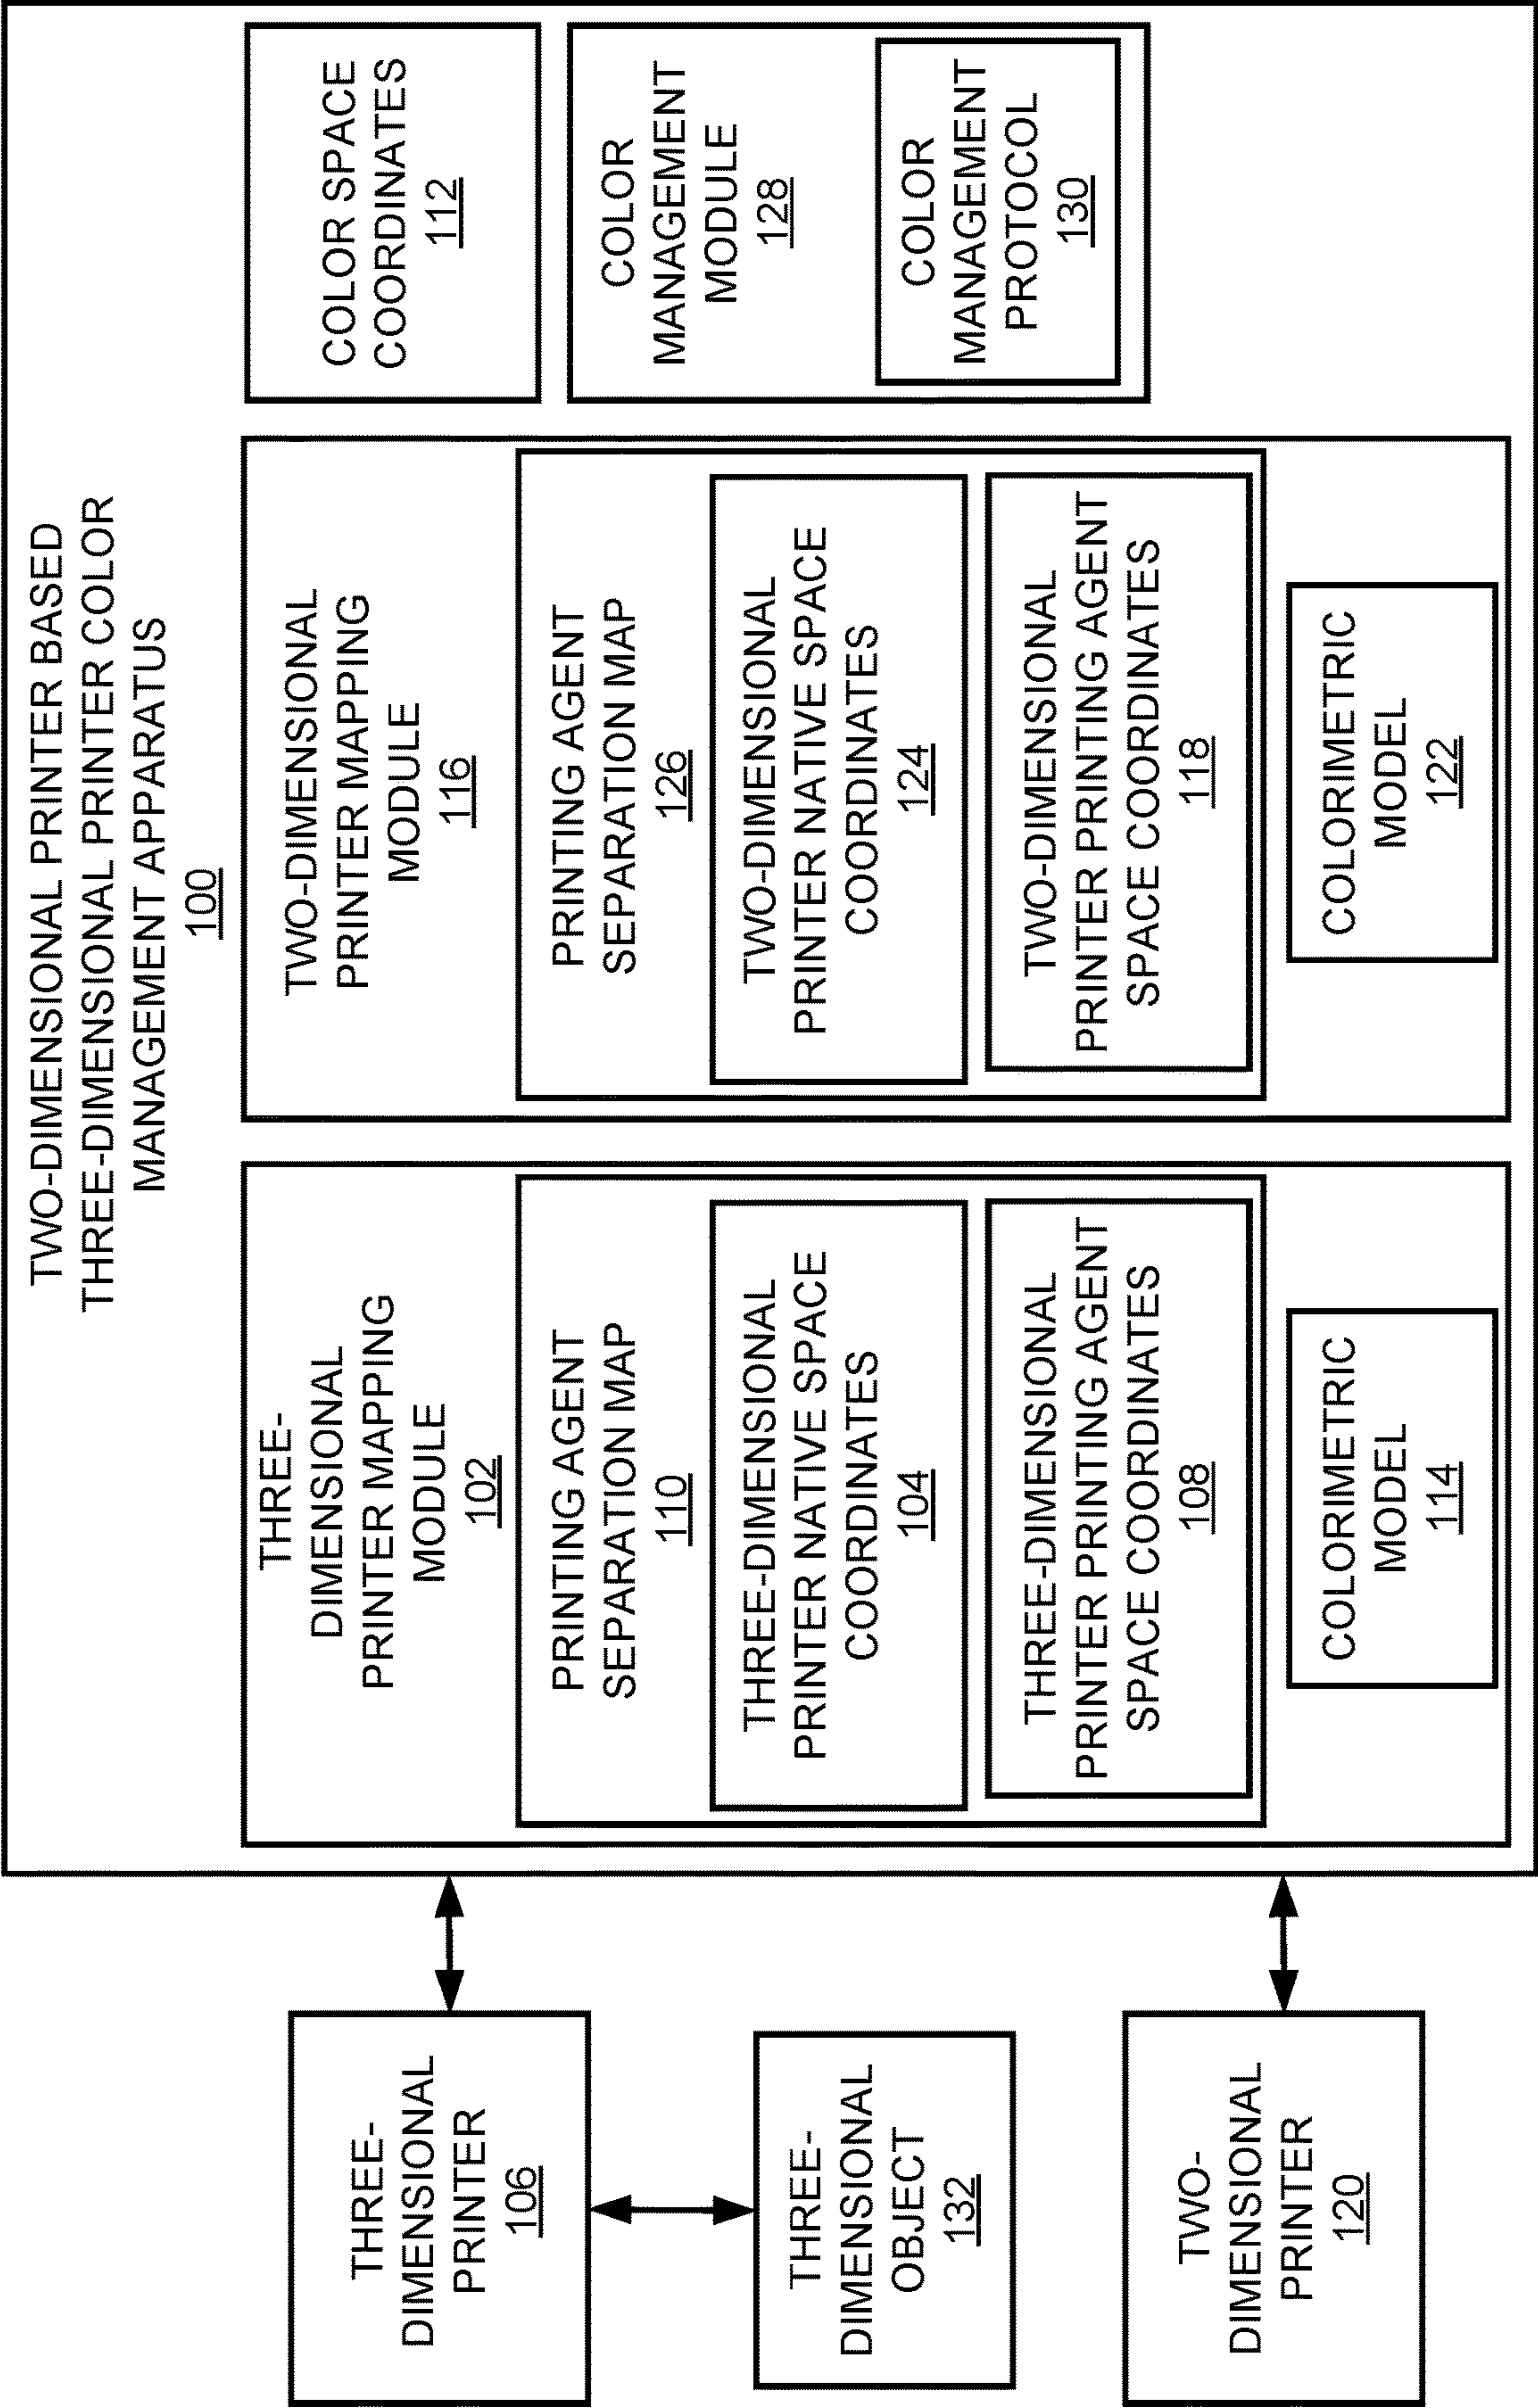 TWO-DIMENSIONAL PRINTER BASED
THREE-DIMENSIONAL PRINTER COLOR
MANAGEMENT APPARATUS
100
THREE-
DIMENSIONAL
PRINTER
106
THREE-
DIMENSIONAL
OBJECT
132
TWO-
DIMENSIONAL
PRINTER
120
THREE-
DIMENSIONAL
PRINTER MAPPING
MODULE
102
PRINTING AGENT
SEPARATION MAP
110
THREE-DIMENSIONAL
PRINTER NATIVE SPACE
COORDINATES
104
THREE-DIMENSIONAL
PRINTER PRINTING AGENT
SPACE COORDINATES
108
COLORIMETRIC
MODEL
114
TWO-DIMENSIONAL
PRINTER MAPPING
MODULE
116
PRINTING AGENT
SEPARATION MAP
126
TWO-DIMENSIONAL
PRINTER NATIVE SPACE
COORDINATES
124
TWO-DIMENSIONAL
PRINTER PRINTING AGENT
SPACE COORDINATES
118
COLORIMETRIC
MODEL
122
COLOR SPACE
COORDINATES
112
COLOR
MANAGEMENT
MODULE
128
COLOR
MANAGEMENT
PROTOCOL
130